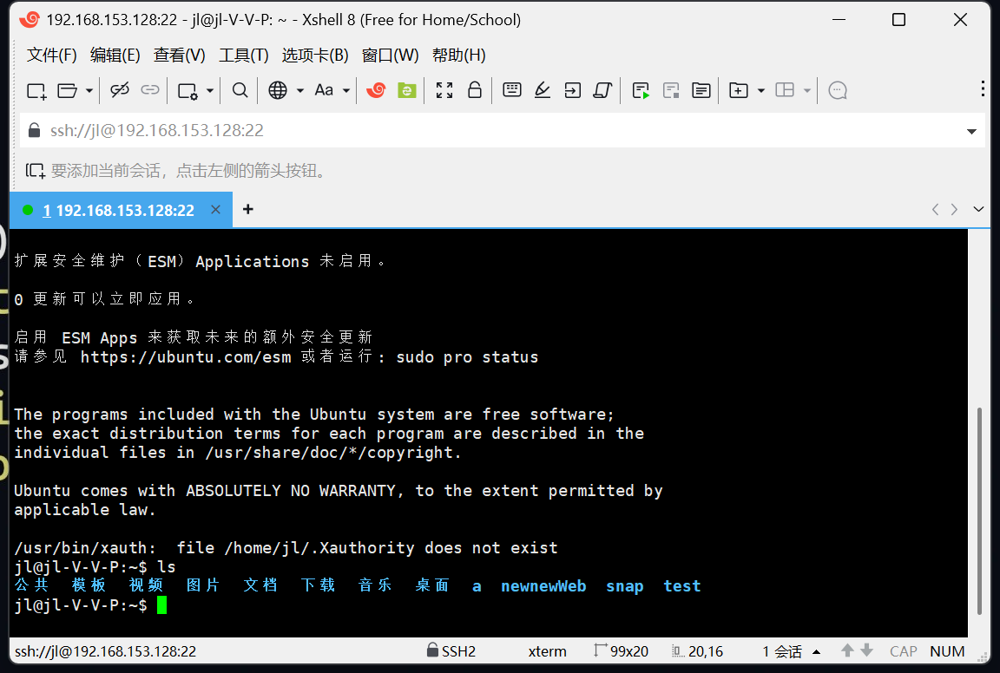 192.168.153.128:22 - jl@jl-V-V-P: ~ - Xshell 8 (Free for Home/School)
文件(F) 编辑(E) 查看(V) 工具(T) 选项卡(B) 窗口(W) 帮助(H)
Aa
ssh://jl@192.168.153.128:22
要添加当前会话，点击左侧的箭头按钮。
1 192.168.153.128:22
扩展安全维护（ESM）Applications 未启用。
0 更新可以立即应用。
启用 ESM Apps 来获取未来的额外安全更新
请参见 https://ubuntu.com/esm 或者运行: sudo pro status
The programs included with the Ubuntu system are free software;
the exact distribution terms for each program are described in the
individual files in /usr/share/doc/*/copyright.
Ubuntu comes with ABSOLUTELY NO WARRANTY, to the extent permitted by
applicable law.
/usr/bin/xauth:  file /home/jl/.Xauthority does not exist
jl@jl-V-V-P:~$ ls
公共 模板 视频 图片 文档 下载 音乐 桌面 a newnewWeb snap test
jl@jl-V-V-P:~$
ssh://jl@192.168.153.128:22 SSH2 xterm 99x20 20,16 1 会话 CAP NUM